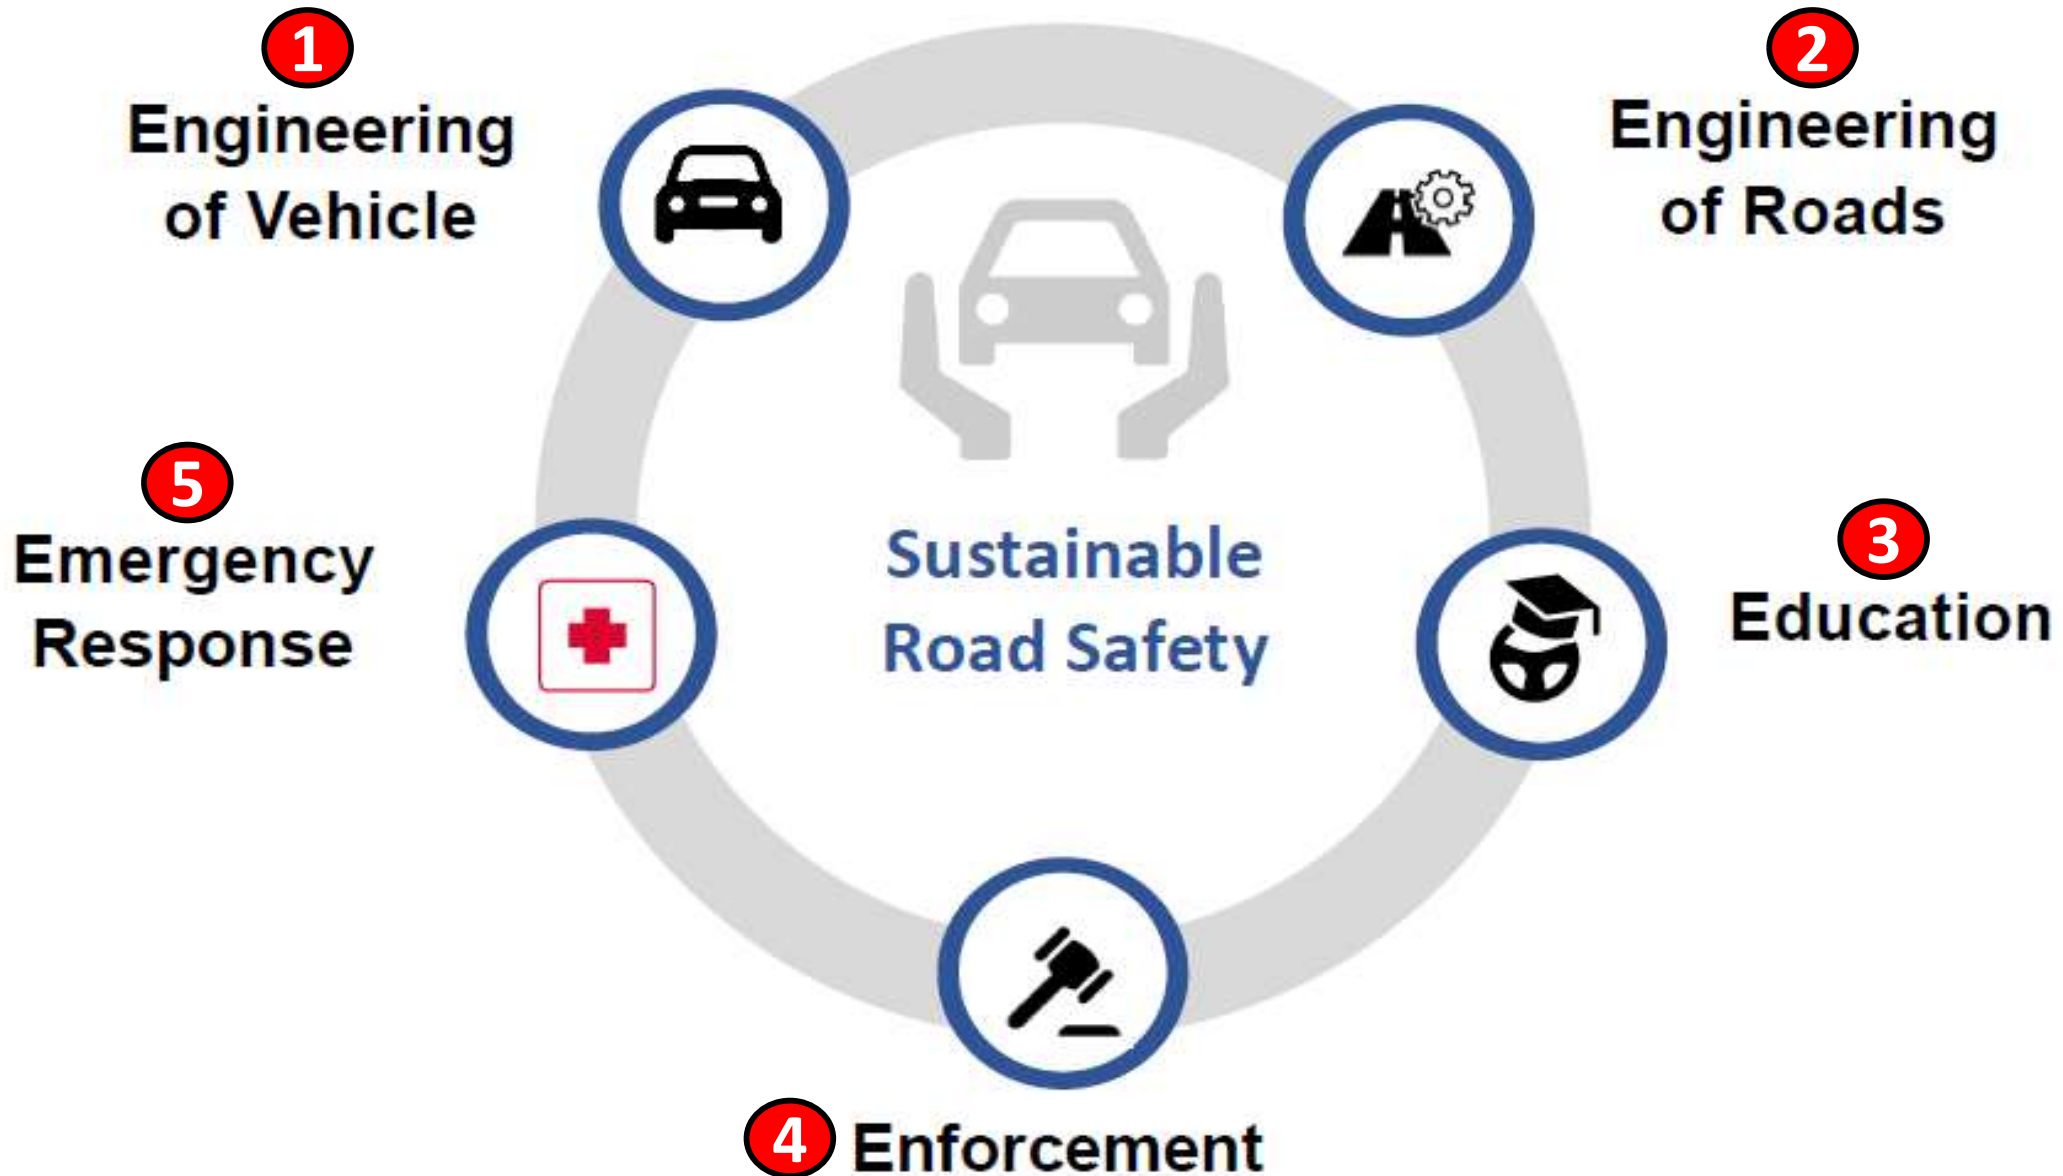 1
Engineering
of Vehicle
2
Engineering
of Roads
5
Emergency
Response
Sustainable
Road Safety
3
Education
4 Enforcement